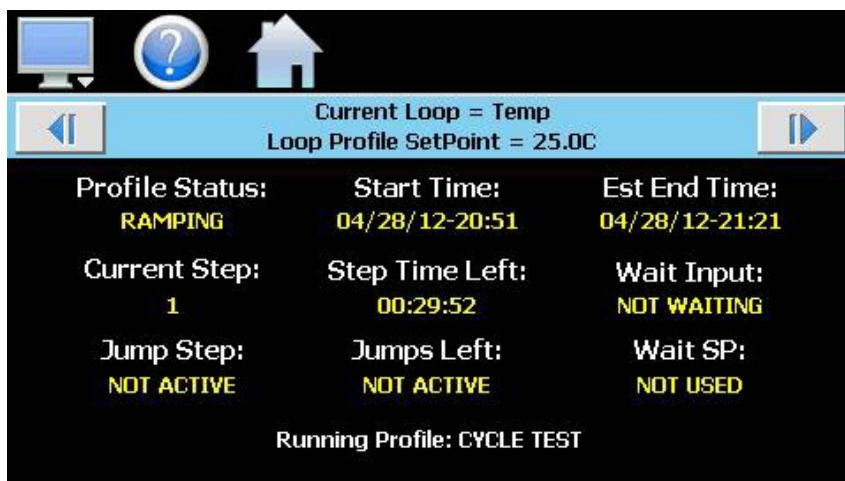 ?
Current Loop = Temp
Loop Profile SetPoint = 25.0C
Profile Status: Start Time: Est End Time:
RAMPING 04/28/12-20:51 04/28/12-21:21
Current Step: Step Time Left: Wait Input:
1 00:29:52 NOT WAITING
Jump Step: Jumps Left: Wait SP:
NOT ACTIVE NOT ACTIVE NOT USED
Running Profile: CYCLE TEST